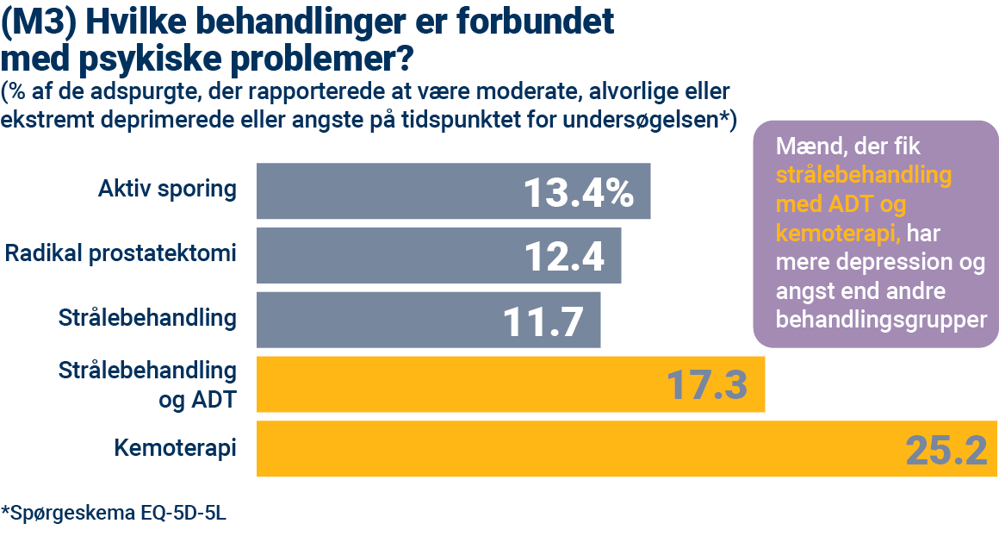 (M3) Hvilke behandlinger er forbundet
med psykiske problemer?
(% af de adspurgte, der rapporterede at være moderate, alvorlige eller
ekstremt deprimerede eller angste på tidspunktet for undersøgelsen*)
Mænd, der fik
strålebehandling
med ADT og
kemoterapi, har
mere depression og
angst end andre
behandlingsgrupper
Aktiv sporing
13.4%
Radikal prostatektomi
12.4
Strålebehandling
11.7
Strålebehandling
og ADT
17.3
Kemoterapi
25.2
*Spørgeskema EQ-5D-5L